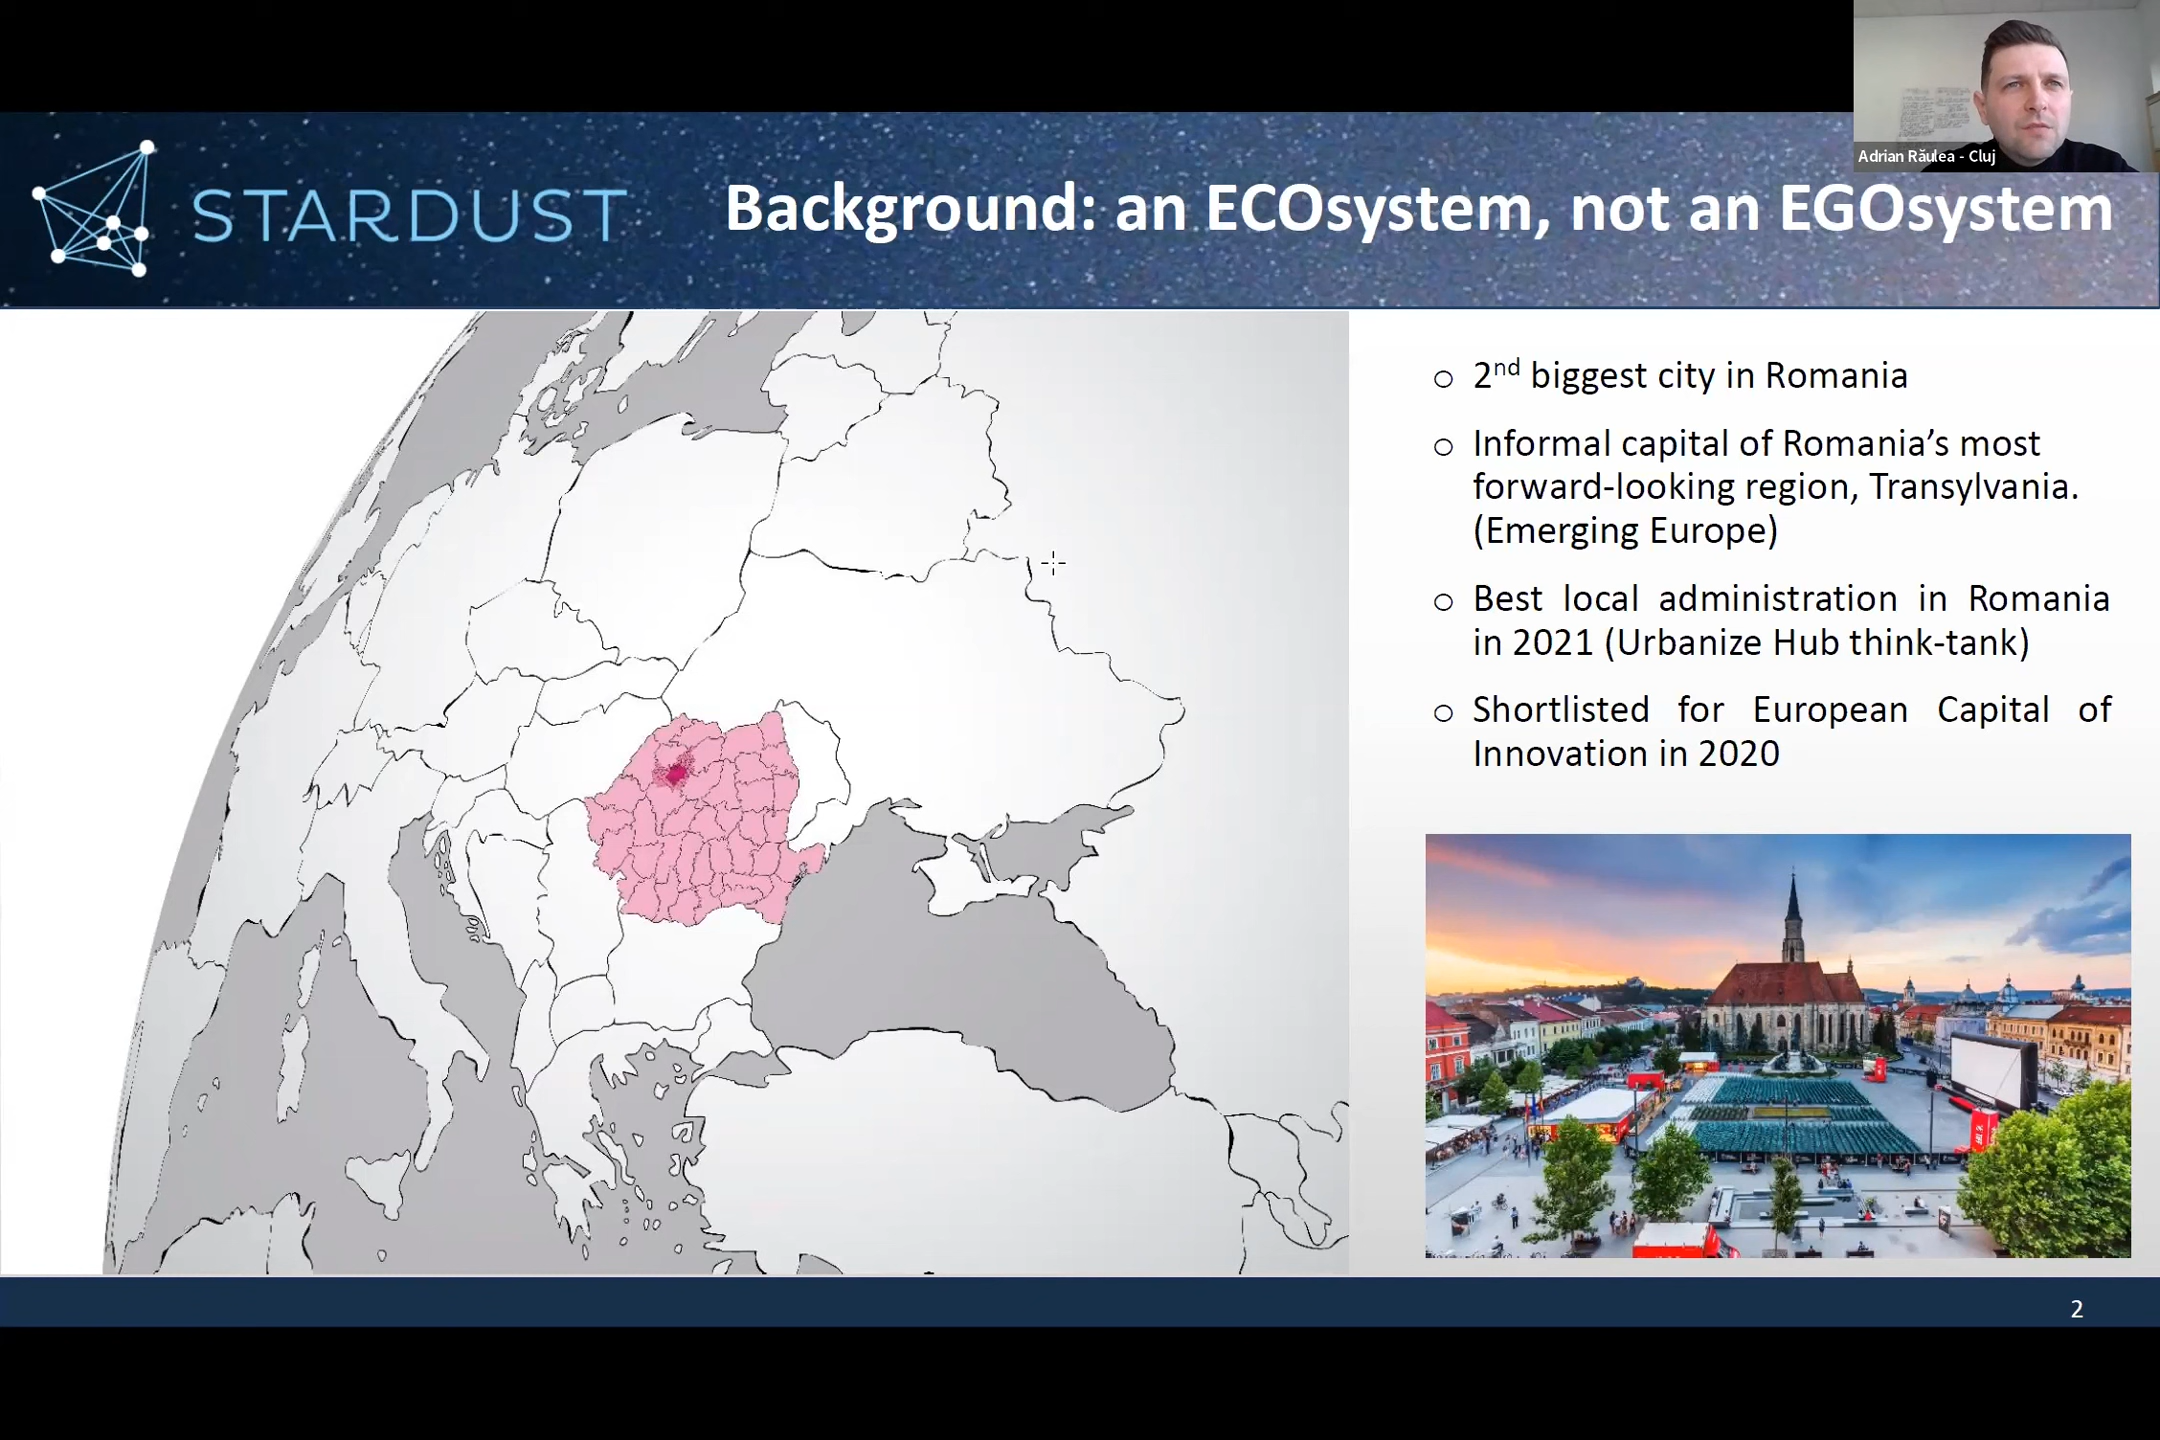 Adrian Răulea - Cluj
STARDUST
Background: an ECOsystem, not an EGOsystem
o 2nd biggest city in Romania
o Informal capital of Romania’s most
forward-looking region, Transylvania.
(Emerging Europe)
o Best local administration in Romania
in 2021 (Urbanize Hub think-tank)
o Shortlisted for European Capital of
Innovation in 2020
2